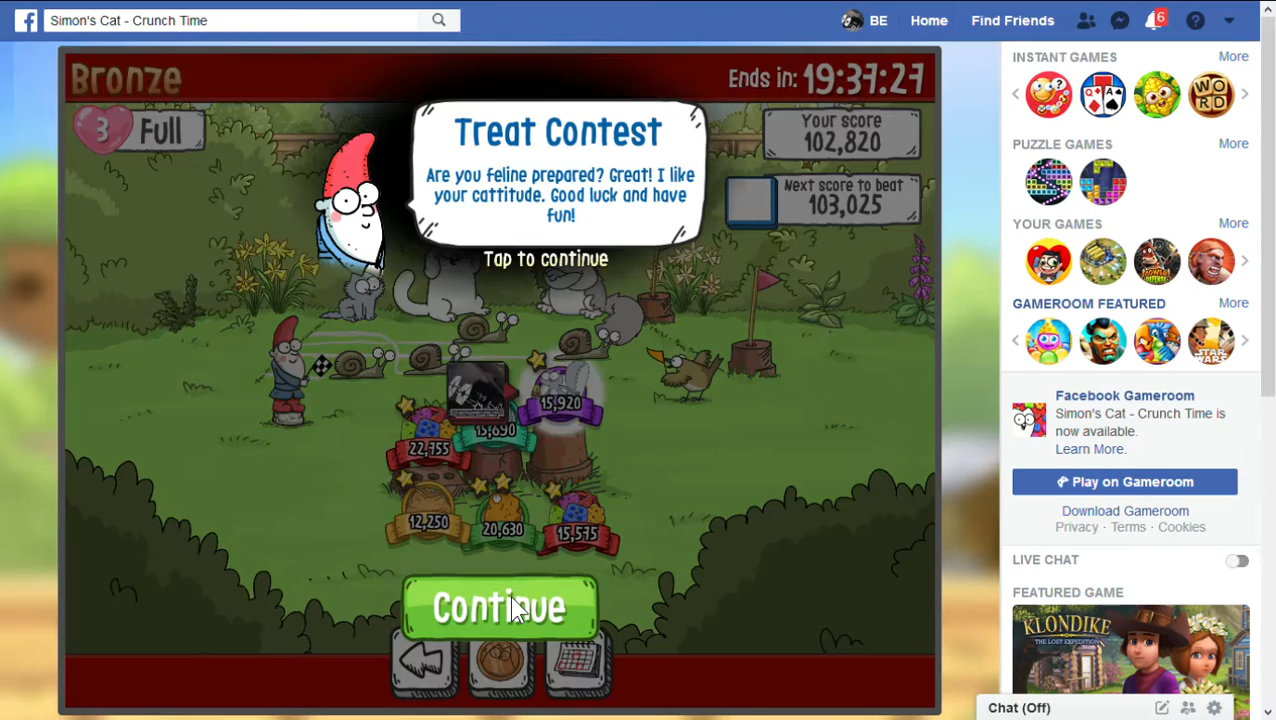 Simon's Cat - Crunch Time
BE
Home
Find Friends
6
Bronze
Ends in: 19:37:27
3
Full
Treat Contest
Are you feline prepared? Great! I like
your cattitude. Good luck and have
fun!
Tap to continue
Your score
102,820
Next score to beat
103,025
15,920
15,690
22,755
12,250
20,630
15,575
Continue
INSTANT GAMES
More
WORD
PUZZLE GAMES
More
YOUR GAMES
More
GAMEROOM FEATURED
More
STAR
WARS
Facebook Gameroom
Simon's Cat - Crunch Time is
now available.
Learn More.
Play on Gameroom
Download Gameroom
Privacy · Terms · Cookies
LIVE CHAT
FEATURED GAME
KLONDIKE
THE LOST EXPEDITION
Chat (Off)